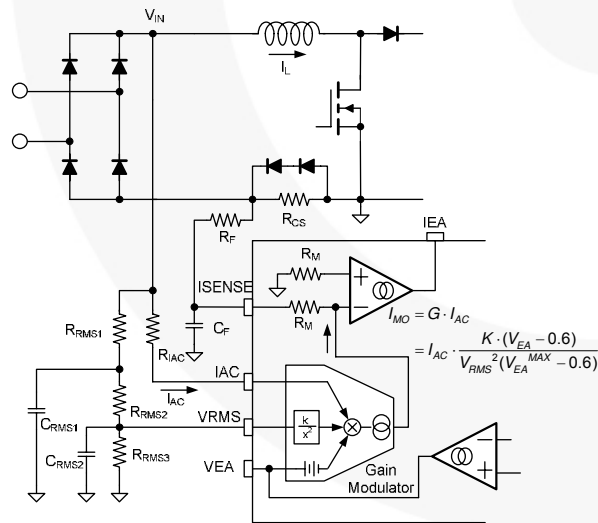 V_IN
I_L
R_CS
R_F
IEA
R_M
ISENSE
R_M
I_MO = G · I_AC
= I_AC · K · (V_EA − 0.6) / V_RMS^2 (V_EA^MAX − 0.6)
C_F
R_RMS1
R_IAC
I_AC
IAC
R_RMS2
C_RMS1
VRMS
k
x^2
C_RMS2
R_RMS3
VEA
Gain
Modulator